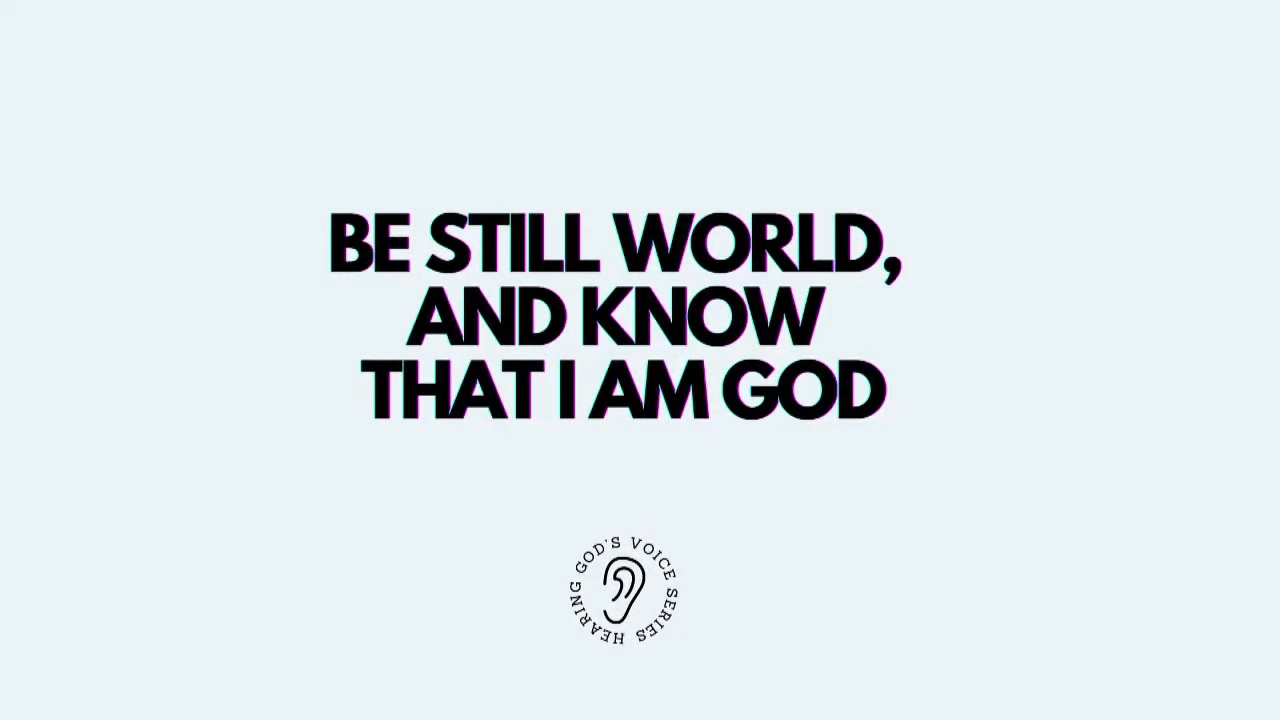 BE STILL WORLD,
AND KNOW
THAT I AM GOD
HEARING GOD'S VOICE SERIES